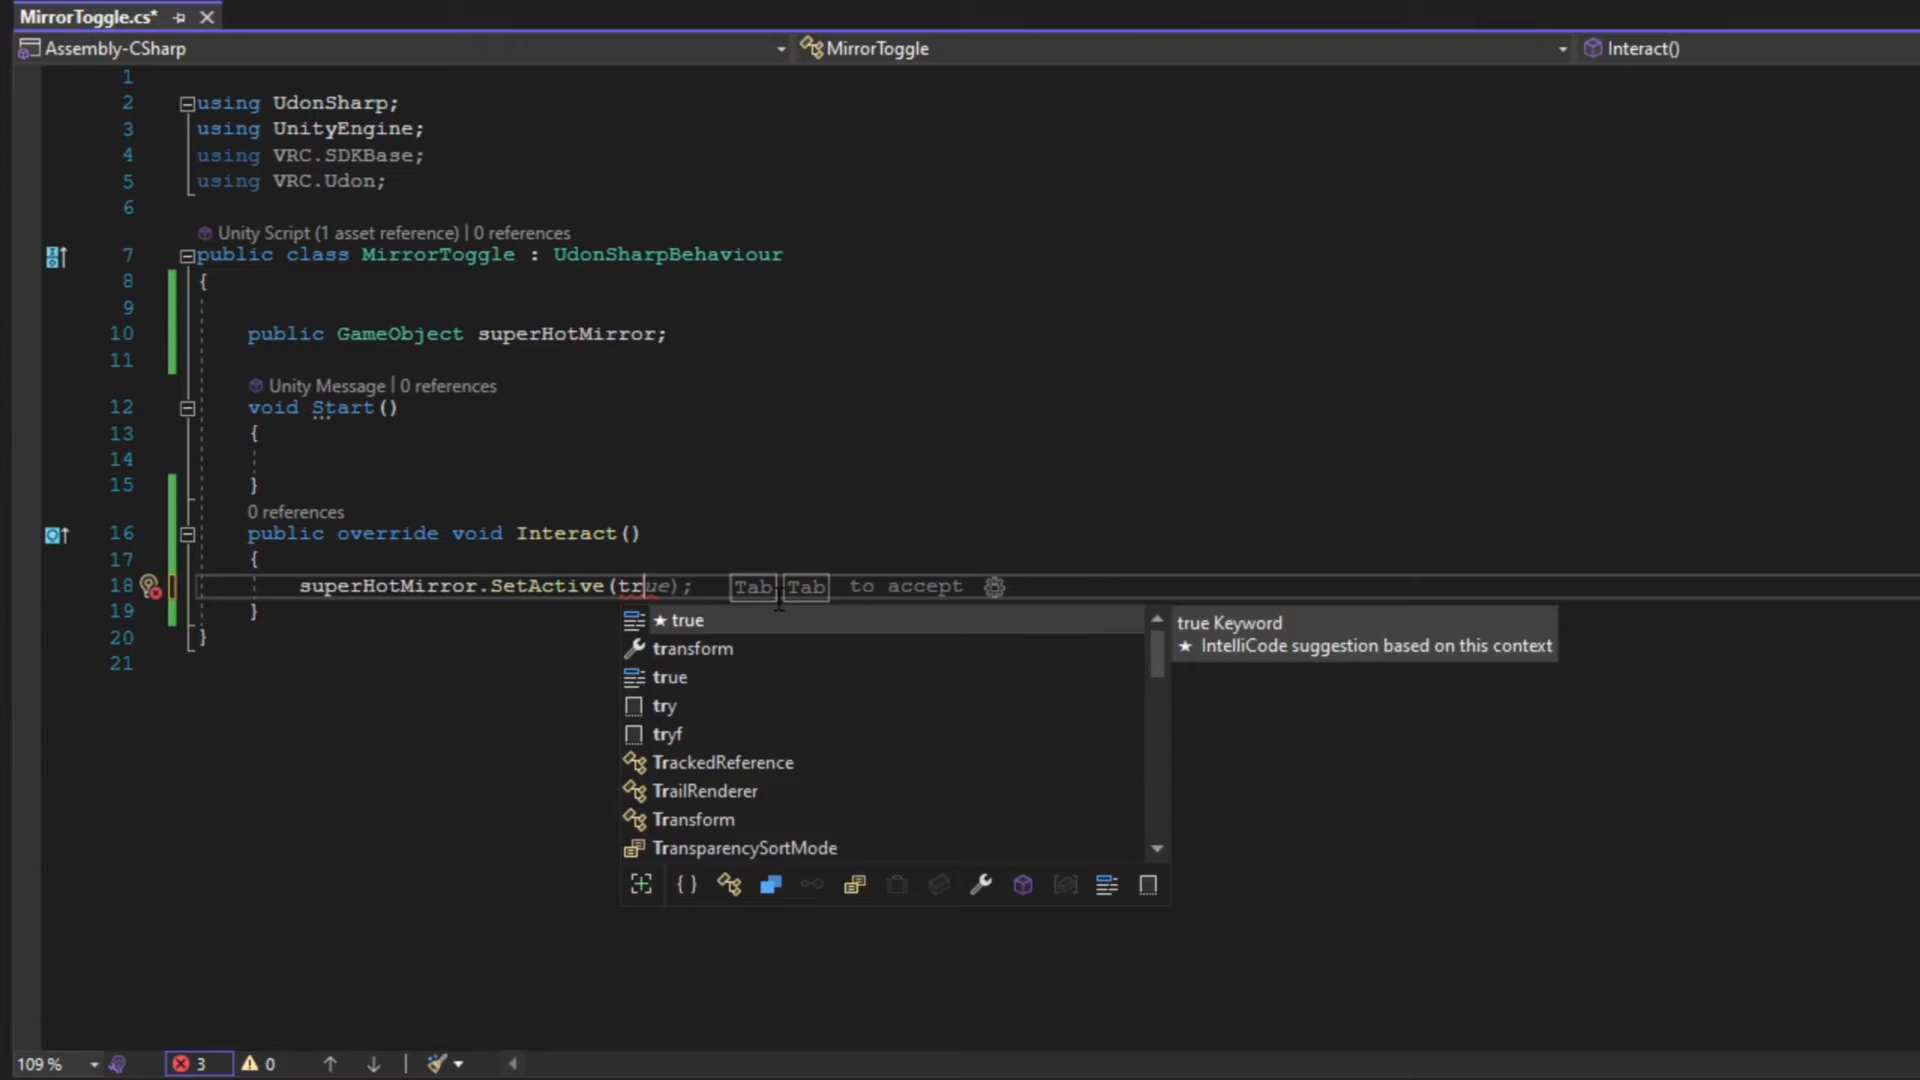 MirrorToggle.cs*
Assembly-CSharp MirrorToggle Interact()
1
2 using UdonSharp;
3 using UnityEngine;
4 using VRC.SDKBase;
5 using VRC.Udon;
6
Unity Script (1 asset reference) | 0 references
7 public class MirrorToggle : UdonSharpBehaviour
8 {
9
10 public GameObject superHotMirror;
11
Unity Message | 0 references
12 void Start()
13 {
14
15 }
0 references
16 public override void Interact()
17 {
18 superHotMirror.SetActive(true); Tab Tab to accept
19 }
20 }
21
★ true
transform
true
try
tryf
TrackedReference
TrailRenderer
Transform
TransparencySortMode
true Keyword
★ IntelliCode suggestion based on this context
109 % 3 0